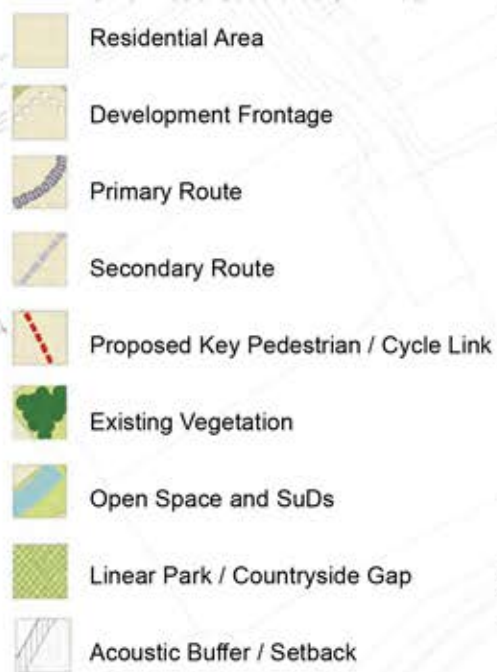 Residential Area
Development Frontage
Primary Route
Secondary Route
Proposed Key Pedestrian / Cycle Link
Existing Vegetation
Open Space and SuDs
Linear Park / Countryside Gap
Acoustic Buffer / Setback